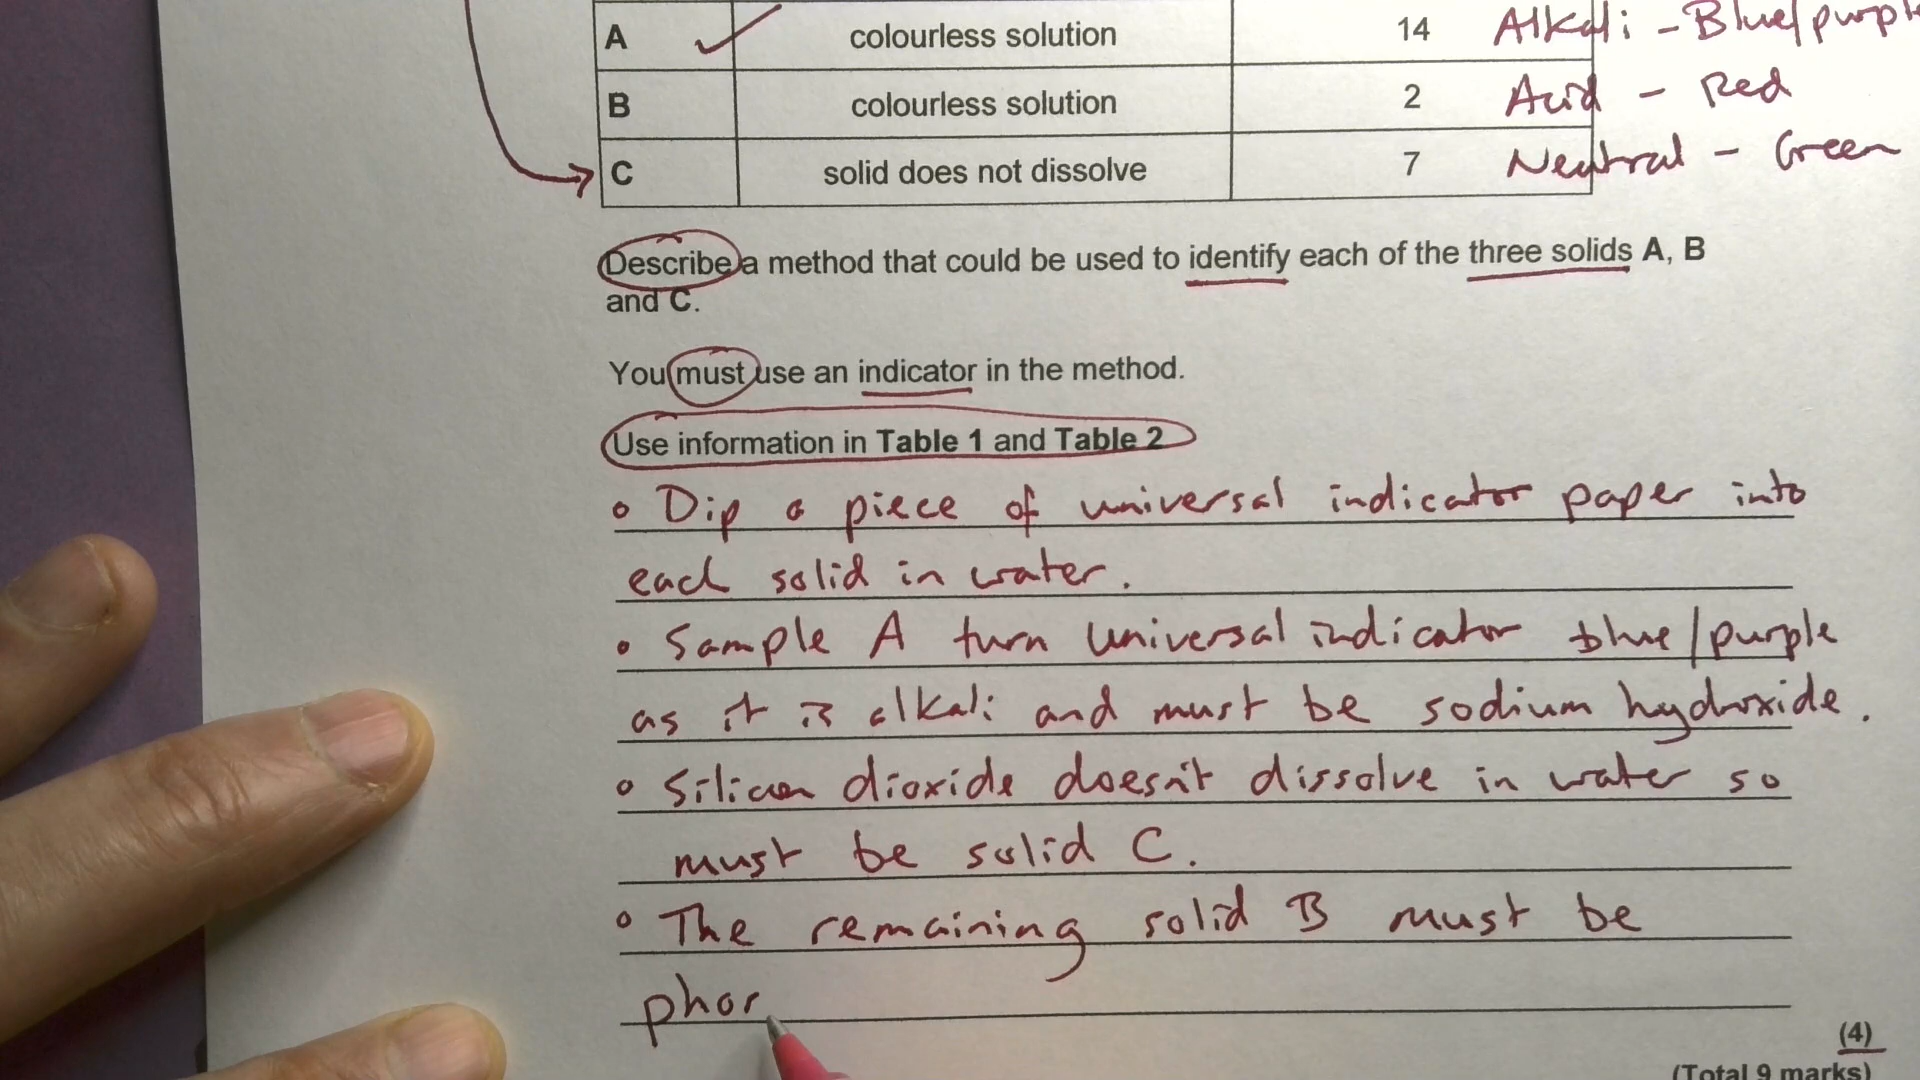 A colourless solution 14 Alkali - Blue/purple
B colourless solution 2 Acid - Red
C solid does not dissolve 7 Neutral - Green
Describe a method that could be used to identify each of the three solids A, B
and C.
You must use an indicator in the method.
Use information in Table 1 and Table 2
• Dip a piece of universal indicator paper into
each solid in water.
• Sample A turn universal indicator blue/purple
as it is alkali and must be sodium hydroxide.
• Silicon dioxide doesn't dissolve in water so
must be solid C.
• The remaining solid B must be
phor
(4)
(Total 9 marks)